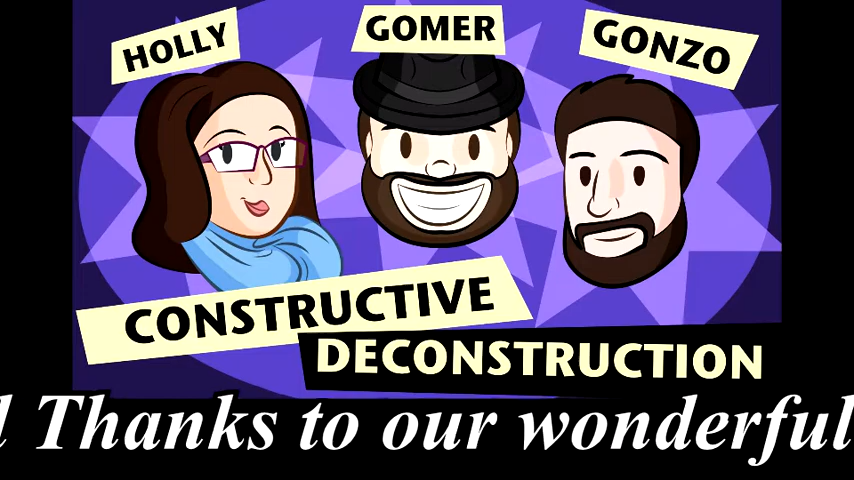 HOLLY
GOMER
GONZO
CONSTRUCTIVE
DECONSTRUCTION
Thanks to our wonderful